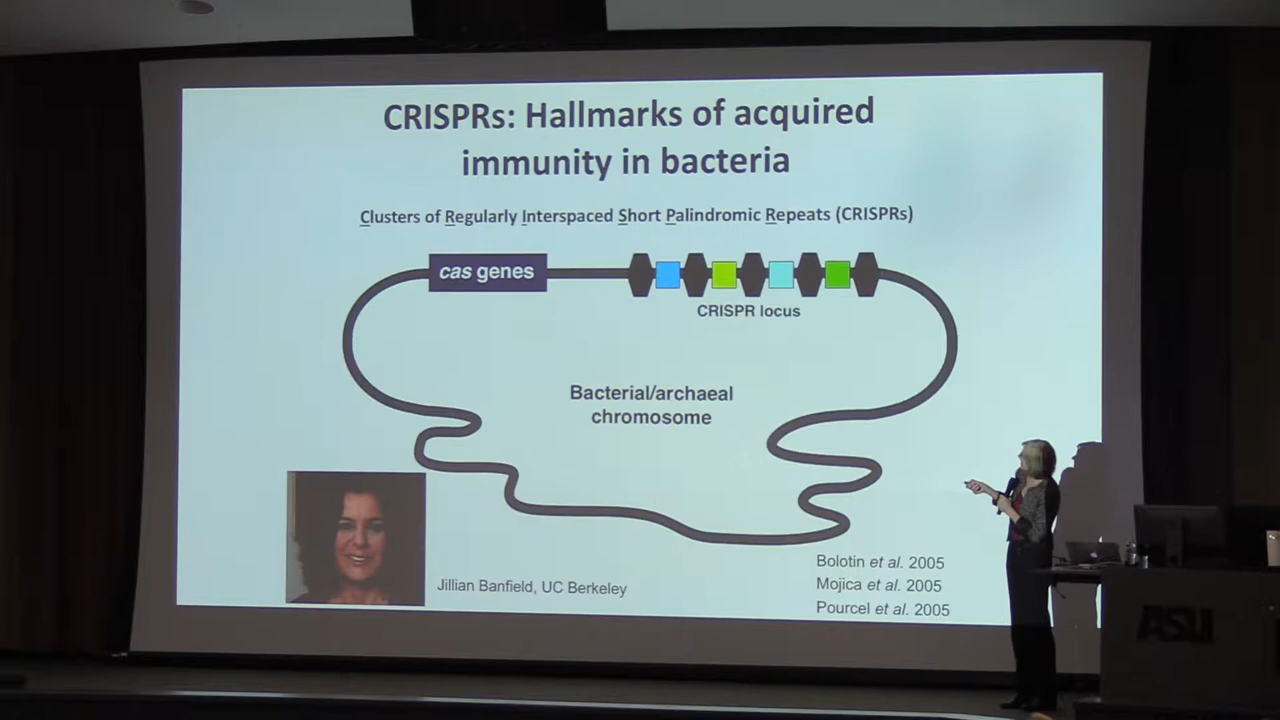 CRISPRs: Hallmarks of acquired
immunity in bacteria
Clusters of Regularly Interspaced Short Palindromic Repeats (CRISPRs)
cas genes
CRISPR locus
Bacterial/archaeal
chromosome
Jillian Banfield, UC Berkeley
Bolotin et al. 2005
Mojica et al. 2005
Pourcel et al. 2005
ASU